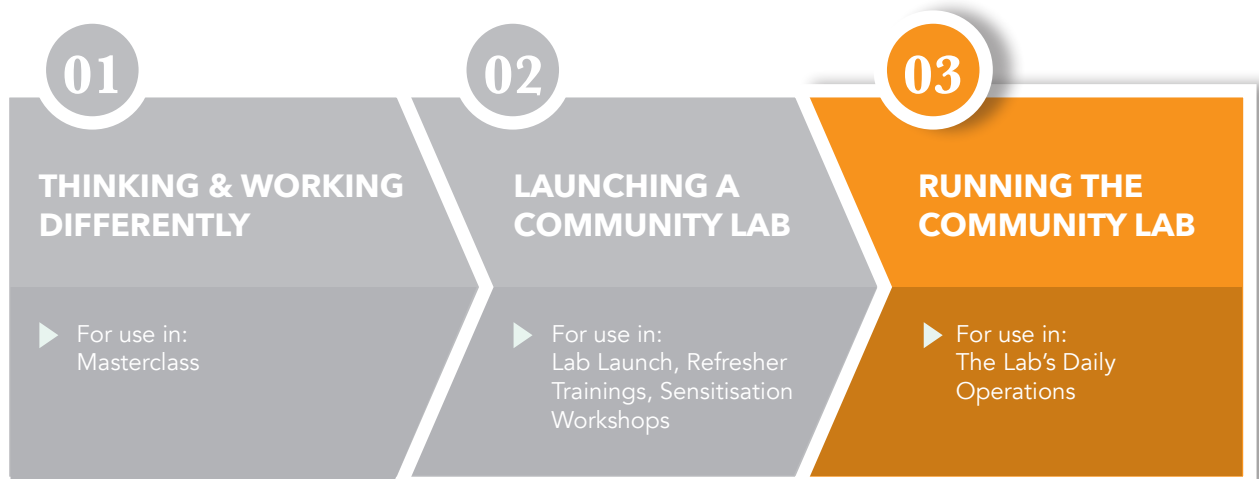 01
THINKING & WORKING
DIFFERENTLY
For use in:
Masterclass
02
LAUNCHING A
COMMUNITY LAB
For use in:
Lab Launch, Refresher
Trainings, Sensitisation
Workshops
03
RUNNING THE
COMMUNITY LAB
For use in:
The Lab’s Daily
Operations